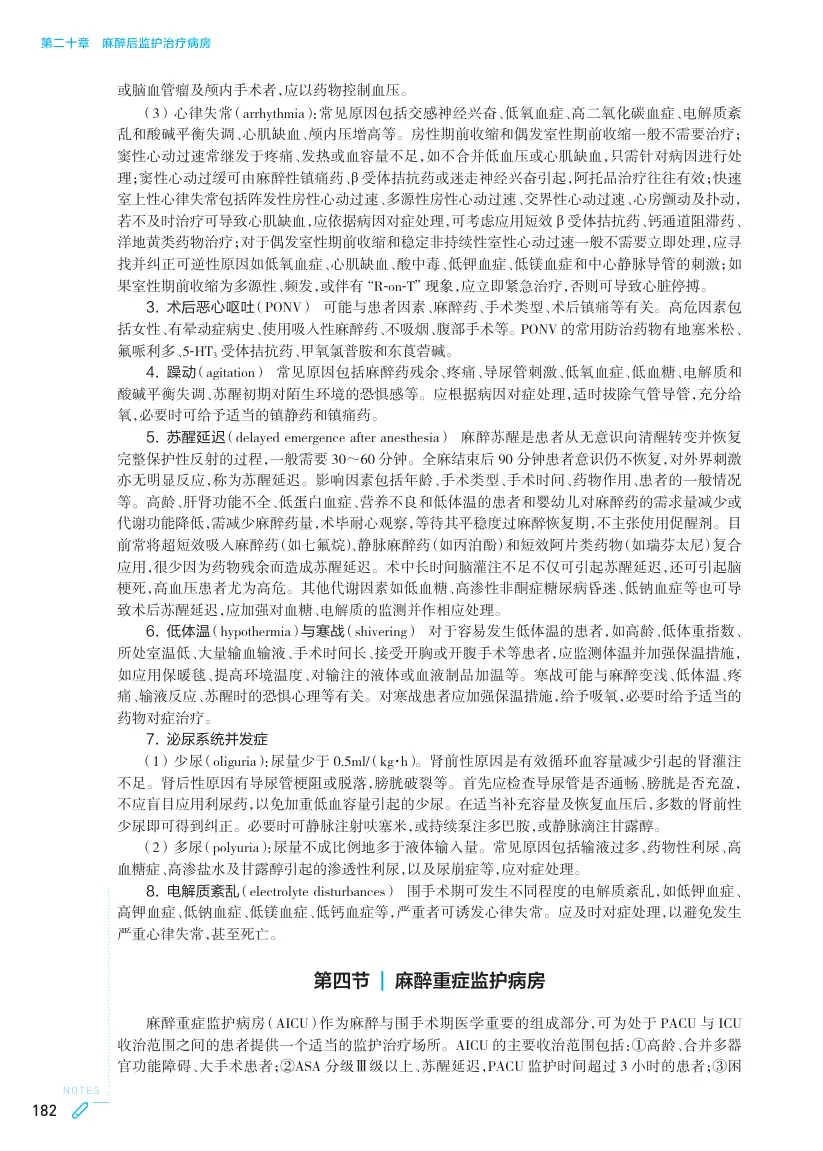 第二十章 麻醉后监护治疗病房
或脑血管瘤及颅内手术者,应以药物控制血压。
（3）心律失常（arrhythmia）:常见原因包括交感神经兴奋、低氧血症、高二氧化碳血症、电解质紊
乱和酸碱平衡失调、心肌缺血、颅内压增高等。房性期前收缩和偶发室性期前收缩一般不需要治疗；
窦性心动过速常继发于疼痛、发热或血容量不足,如不合并低血压或心肌缺血,只需针对病因进行处
理；窦性心动过缓可由麻醉性镇痛药、β受体拮抗药或迷走神经兴奋引起,阿托品治疗往往有效；快速
室上性心律失常包括阵发性房性心动过速、多源性房性心动过速、交界性心动过速、心房颤动及扑动,
若不及时治疗可导致心肌缺血,应依据病因对症处理,可考虑应用短效β受体拮抗药、钙通道阻滞药、
洋地黄类药物治疗；对于偶发室性期前收缩和稳定非持续性室性心动过速一般不需要立即处理,应寻
找并纠正可逆性原因如低氧血症、心肌缺血、酸中毒、低钾血症、低镁血症和中心静脉导管的刺激；如
果室性期前收缩为多源性、频发,或伴有“R-on-T”现象,应立即紧急治疗,否则可导致心脏停搏。
3. 术后恶心呕吐（PONV） 可能与患者因素、麻醉药、手术类型、术后镇痛等有关。高危因素包
括女性、有晕动症病史、使用吸入性麻醉药、不吸烟、腹部手术等。PONV的常用防治药物有地塞米松、
氟哌利多、5-HT₃受体拮抗药、甲氧氯普胺和东莨菪碱。
4. 躁动（agitation） 常见原因包括麻醉药残余、疼痛、导尿管刺激、低氧血症、低血糖、电解质和
酸碱平衡失调、苏醒初期对陌生环境的恐惧感等。应根据病因对症处理,适时拔除气管导管,充分给
氧,必要时可给予适当的镇静药和镇痛药。
5. 苏醒延迟（delayed emergence after anesthesia） 麻醉苏醒是患者从无意识向清醒转变并恢复
完整保护性反射的过程,一般需要30～60分钟。全麻结束后90分钟患者意识仍不恢复,对外界刺激
亦无明显反应,称为苏醒延迟。影响因素包括年龄、手术类型、手术时间、药物作用、患者的一般情况
等。高龄、肝肾功能不全、低蛋白血症、营养不良和低体温的患者和婴幼儿对麻醉药的需求量减少或
代谢功能降低,需减少麻醉药量,术毕耐心观察,等待其平稳度过麻醉恢复期,不主张使用促醒剂。目
前常将超短效吸入麻醉药（如七氟烷）、静脉麻醉药（如丙泊酚）和短效阿片类药物（如瑞芬太尼）复合
应用,很少因为药物残余而造成苏醒延迟。术中长时间脑灌注不足不仅可引起苏醒延迟,还可引起脑
梗死,高血压患者尤为高危。其他代谢因素如低血糖、高渗性非酮症糖尿病昏迷、低钠血症等也可导
致术后苏醒延迟,应加强对血糖、电解质的监测并作相应处理。
6. 低体温（hypothermia）与寒战（shivering） 对于容易发生低体温的患者,如高龄、低体重指数、
所处室温低、大量输血输液、手术时间长、接受开胸或开腹手术等患者,应监测体温并加强保温措施,
如应用保暖毯、提高环境温度、对输注的液体或血液制品加温等。寒战可能与麻醉变浅、低体温、疼
痛、输液反应、苏醒时的恐惧心理等有关。对寒战患者应加强保温措施,给予吸氧,必要时给予适当的
药物对症治疗。
7. 泌尿系统并发症
（1）少尿（oliguria）:尿量少于0.5ml/（kg•h）。肾前性原因是有效循环血容量减少引起的肾灌注
不足。肾后性原因有导尿管梗阻或脱落,膀胱破裂等。首先应检查导尿管是否通畅、膀胱是否充盈,
不应盲目应用利尿药,以免加重低血容量引起的少尿。在适当补充容量及恢复血压后,多数的肾前性
少尿即可得到纠正。必要时可静脉注射呋塞米,或持续泵注多巴胺,或静脉滴注甘露醇。
（2）多尿（polyuria）:尿量不成比例地多于液体输入量。常见原因包括输液过多、药物性利尿、高
血糖症、高渗盐水及甘露醇引起的渗透性利尿,以及尿崩症等,应对症处理。
8. 电解质紊乱（electrolyte disturbances） 围手术期可发生不同程度的电解质紊乱,如低钾血症、
高钾血症、低钠血症、低镁血症、低钙血症等,严重者可诱发心律失常。应及时对症处理,以避免发生
严重心律失常,甚至死亡。
第四节 | 麻醉重症监护病房
麻醉重症监护病房（AICU）作为麻醉与围手术期医学重要的组成部分,可为处于PACU与ICU
收治范围之间的患者提供一个适当的监护治疗场所。AICU的主要收治范围包括:①高龄、合并多器
官功能障碍、大手术患者；②ASA分级Ⅲ级以上、苏醒延迟,PACU监护时间超过3小时的患者；③困
NOTES
182